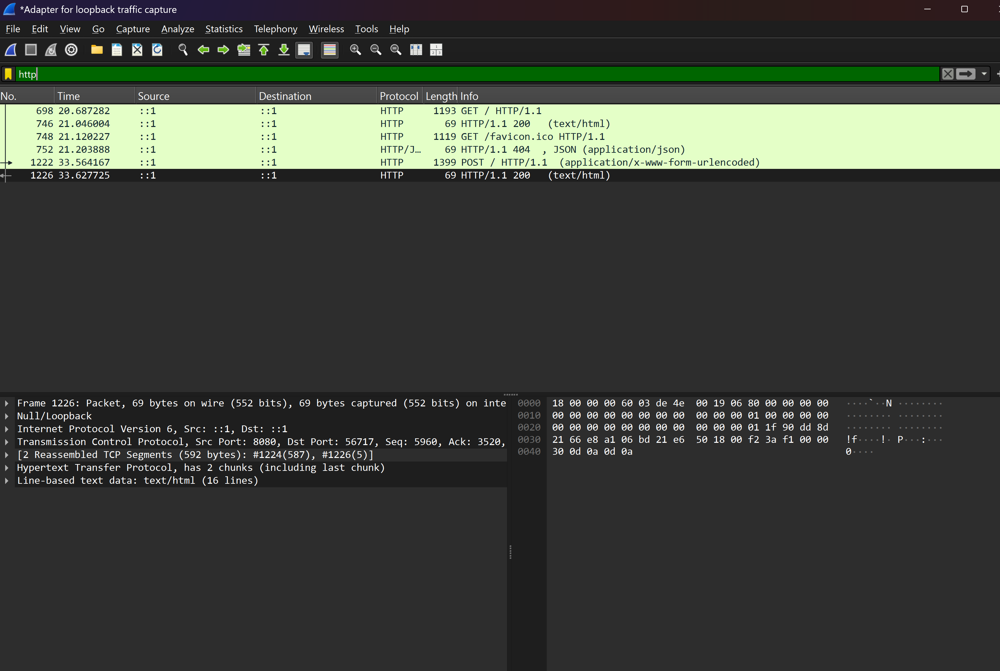 *Adapter for loopback traffic capture
File Edit View Go Capture Analyze Statistics Telephony Wireless Tools Help
http
No. Time Source Destination Protocol Length Info
698 20.687282 ::1 ::1 HTTP 1193 GET / HTTP/1.1
746 21.046004 ::1 ::1 HTTP 69 HTTP/1.1 200 (text/html)
748 21.120227 ::1 ::1 HTTP 1119 GET /favicon.ico HTTP/1.1
752 21.203888 ::1 ::1 HTTP/J… 69 HTTP/1.1 404 , JSON (application/json)
1222 33.564167 ::1 ::1 HTTP 1399 POST / HTTP/1.1 (application/x-www-form-urlencoded)
1226 33.627725 ::1 ::1 HTTP 69 HTTP/1.1 200 (text/html)
Frame 1226: Packet, 69 bytes on wire (552 bits), 69 bytes captured (552 bits) on inte
Null/Loopback
Internet Protocol Version 6, Src: ::1, Dst: ::1
Transmission Control Protocol, Src Port: 8080, Dst Port: 56717, Seq: 5960, Ack: 3520,
[2 Reassembled TCP Segments (592 bytes): #1224(587), #1226(5)]
Hypertext Transfer Protocol, has 2 chunks (including last chunk)
Line-based text data: text/html (16 lines)
0000 18 00 00 00 60 03 de 4e 00 19 06 80 00 00 00 00 ····`··N ········
0010 00 00 00 00 00 00 00 00 00 00 00 01 00 00 00 00 ········ ········
0020 00 00 00 00 00 00 00 00 00 00 00 01 1f 90 dd 8d ········ ········
0030 21 66 e8 a1 06 bd 21 e6 50 18 00 f2 3a f1 00 00 !f····!· P···:···
0040 30 0d 0a 0d 0a 0····